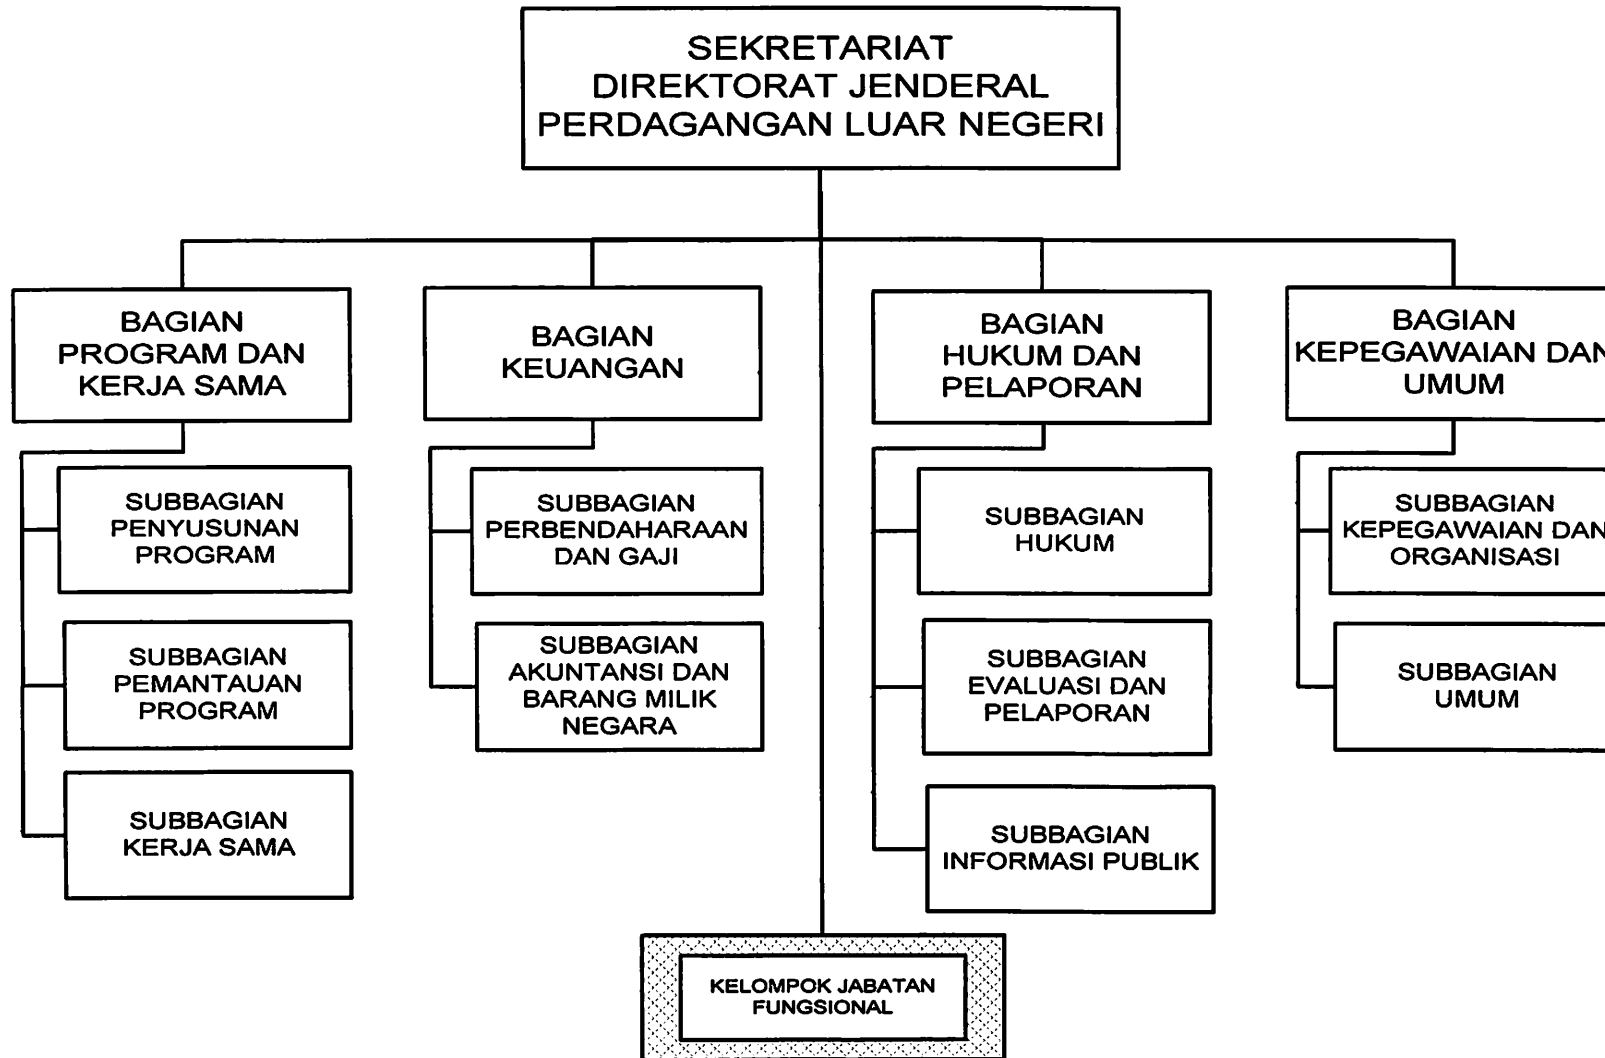 SEKRETARIAT
DIREKTORAT JENDERAL
PERDAGANGAN LUAR NEGERI
BAGIAN
PROGRAM DAN
KERJA SAMA
SUBBAGIAN
PENYUSUNAN
PROGRAM
SUBBAGIAN
PEMANTAUAN
PROGRAM
SUBBAGIAN
KERJA SAMA
BAGIAN
KEUANGAN
SUBBAGIAN
PERBENDAHARAAN
DAN GAJI
SUBBAGIAN
AKUNTANSI DAN
BARANG MILIK
NEGARA
BAGIAN
HUKUM DAN
PELAPORAN
SUBBAGIAN
HUKUM
SUBBAGIAN
EVALUASI DAN
PELAPORAN
SUBBAGIAN
INFORMASI PUBLIK
BAGIAN
KEPEGAWAIAN DAN
UMUM
SUBBAGIAN
KEPEGAWAIAN DAN
ORGANISASI
SUBBAGIAN
UMUM
KELOMPOK JABATAN
FUNGSIONAL